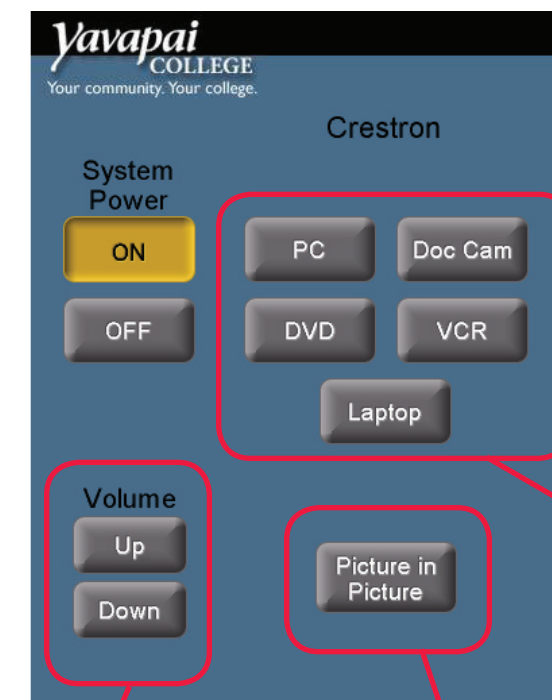 Yavapai
COLLEGE
Your community. Your college.
Crestron
System
Power
ON
OFF
PC
Doc Cam
DVD
VCR
Laptop
Volume
Up
Down
Picture in
Picture